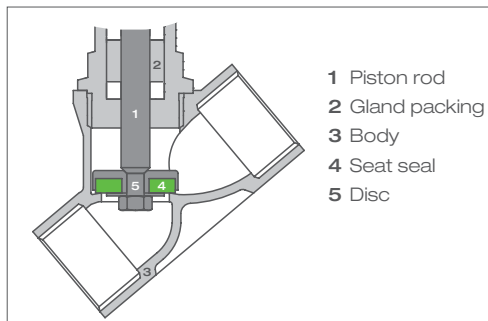 2
1
5
4
3
1 Piston rod
2 Gland packing
3 Body
4 Seat seal
5 Disc